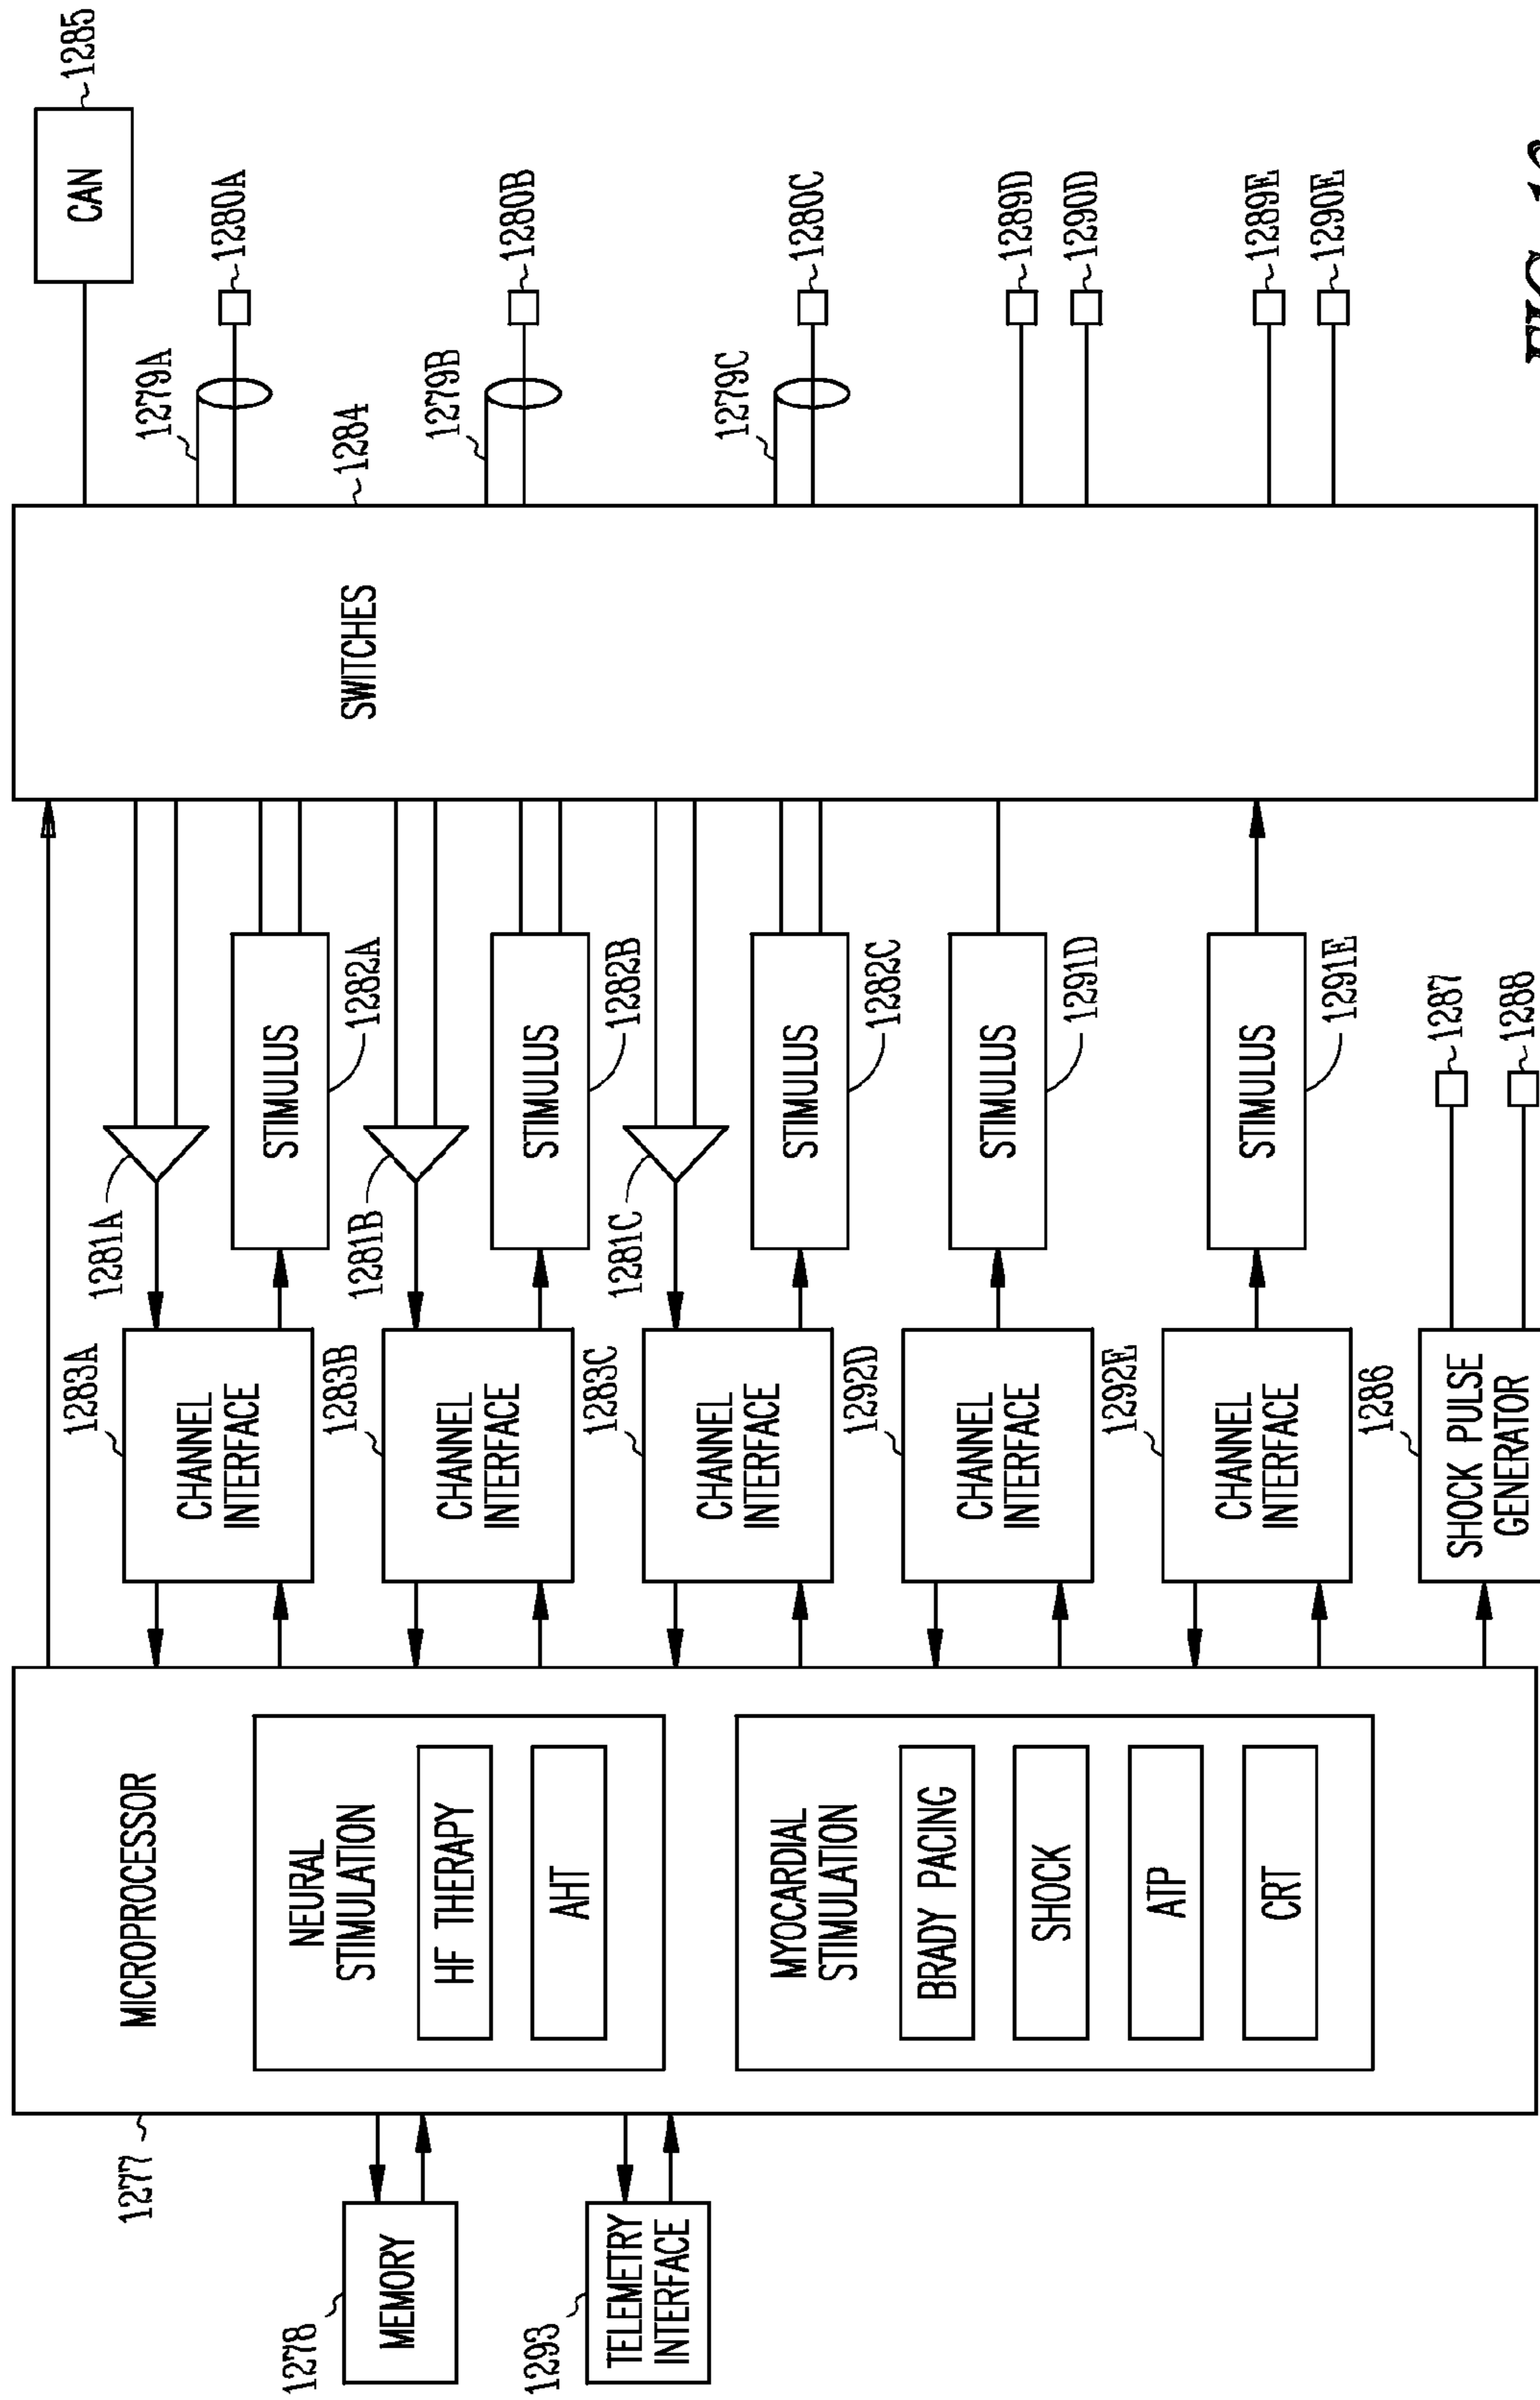 1277
MICROPROCESSOR
NEURAL
STIMULATION
HF THERAPY
AHT
MYOCARDIAL
STIMULATION
BRADY PACING
SHOCK
ATP
CRT
1278
MEMORY
1293
TELEMETRY
INTERFACE
1283A
CHANNEL
INTERFACE
1281A
STIMULUS
1282A
1283B
CHANNEL
INTERFACE
1281B
STIMULUS
1282B
1283C
CHANNEL
INTERFACE
1281C
STIMULUS
1282C
1292D
CHANNEL
INTERFACE
STIMULUS
1291D
1292E
CHANNEL
INTERFACE
STIMULUS
1291E
1286
SHOCK PULSE
GENERATOR
1287
1288
SWITCHES
1284
CAN
1285
1279A
1280A
1279B
1280B
1279C
1280C
1289D
1290D
1289E
1290E